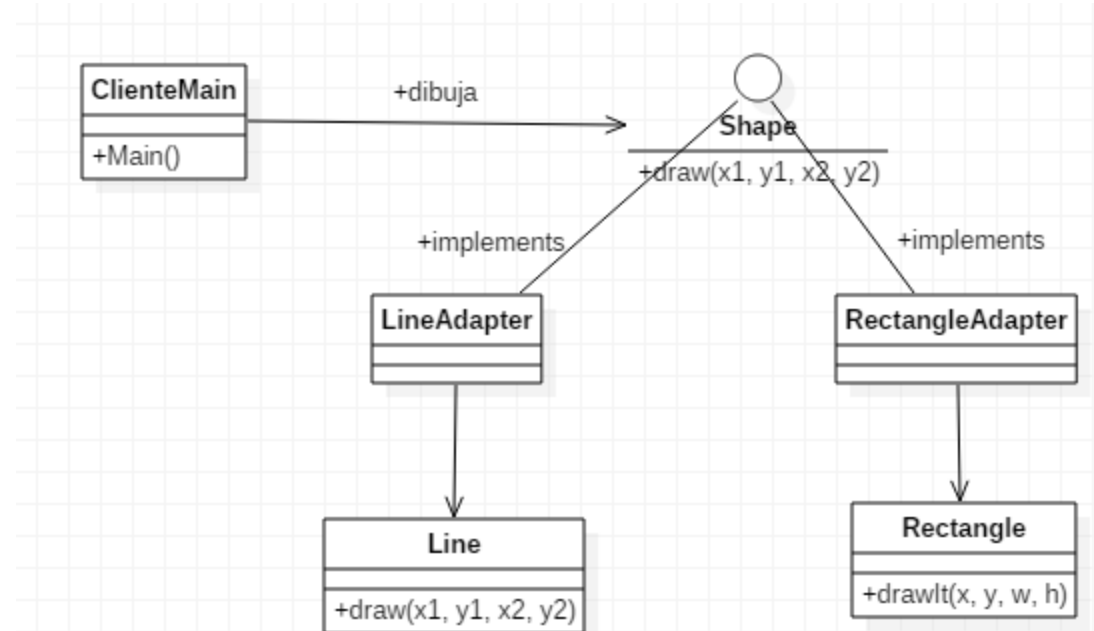 ClienteMain
+Main()
+dibuja
Shape
+draw(x1, y1, x2, y2)
+implements
+implements
LineAdapter
RectangleAdapter
Line
+draw(x1, y1, x2, y2)
Rectangle
+drawIt(x, y, w, h)